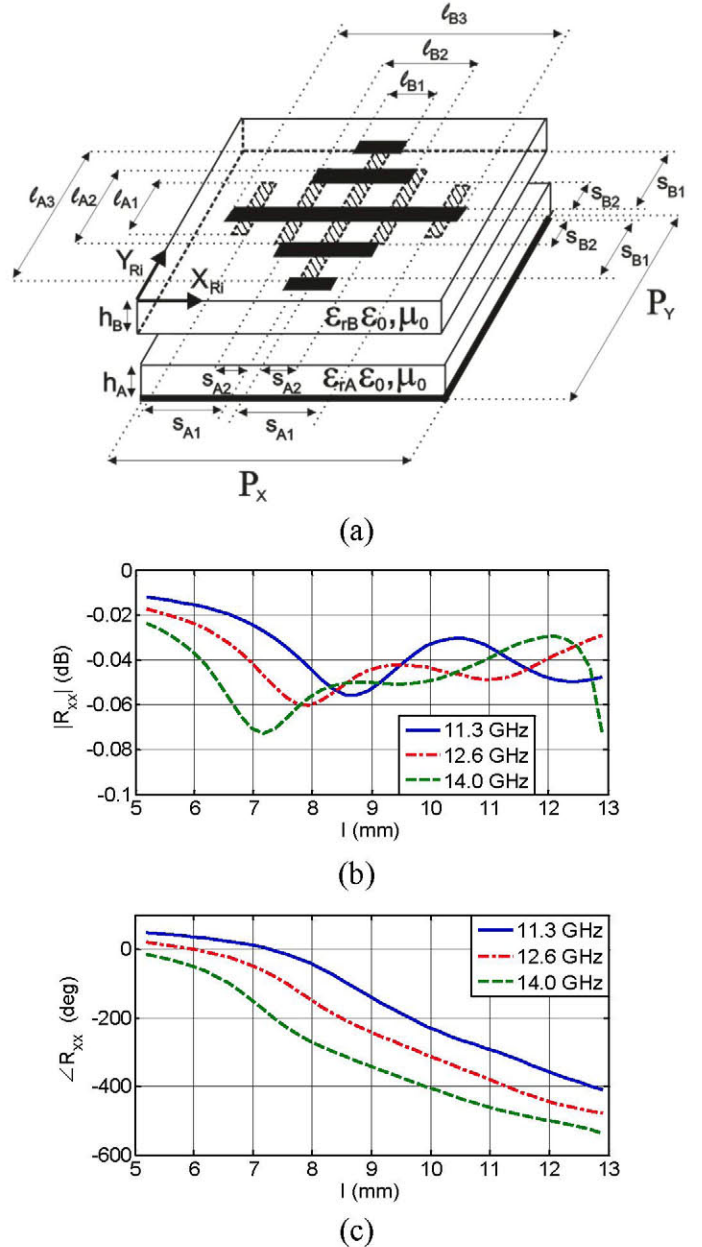 ℓB3
ℓB2
ℓB1
ℓA3
ℓA2
ℓA1
sB2
sB1
sB2
sB1
YRi
XRi
hB
εrBε0,μ0
PY
hA
sA2
sA2
εrAε0,μ0
sA1
sA1
PX
(a)
0
-0.02
-0.04
-0.06
-0.08
-0.1
|Rxx| (dB)
11.3 GHz
12.6 GHz
14.0 GHz
5 6 7 8 9 10 11 12 13
l (mm)
(b)
0
-200
-400
-600
∠Rxx (deg)
11.3 GHz
12.6 GHz
14.0 GHz
5 6 7 8 9 10 11 12 13
l (mm)
(c)